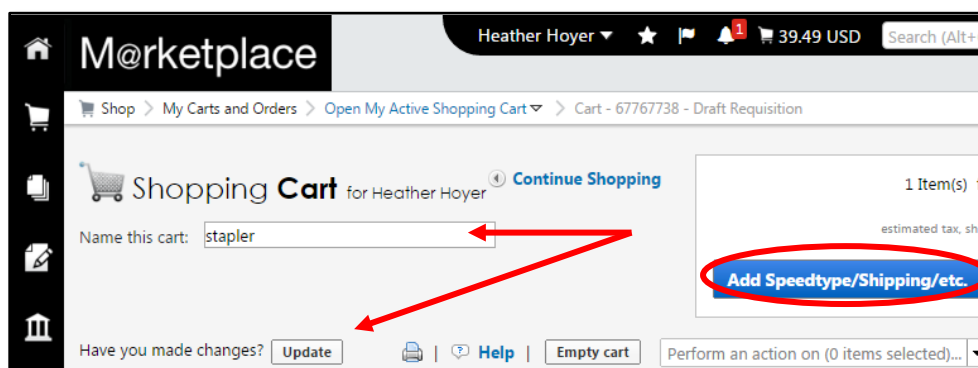 Heather Hoyer 1 39.49 USD Search (Alt+
M@rketplace
Shop > My Carts and Orders > Open My Active Shopping Cart > Cart - 67767738 - Draft Requisition
Shopping Cart for Heather Hoyer Continue Shopping
1 Item(s)
Name this cart: stapler
estimated tax, sh
Add Speedtype/Shipping/etc.
Have you made changes? Update | ? Help | Empty cart Perform an action on (0 items selected)...